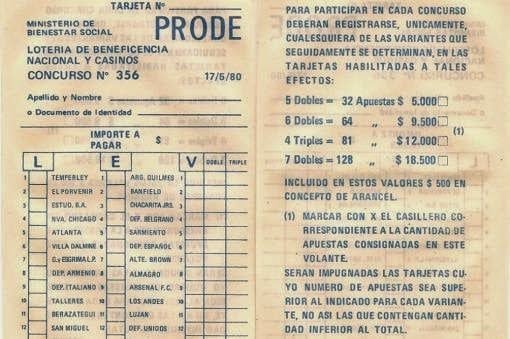 TARJETA Nº
MINISTERIO DE
BIENESTAR SOCIAL
PRODE
LOTERIA DE BENEFICENCIA
NACIONAL Y CASINOS
CONCURSO Nº 356
17/5/80
Apellido y Nombre
o Documento de Identidad
IMPORTE A
PAGAR $
L E V DOBLE TRIPLE
1 TEMPERLEY ARG. QUILMES 1
2 EL PORVENIR BANFIELD 2
3 ESTUD. B.A. CHACARITA JRS. 3
4 NVA. CHICAGO DEF. BELGRANO 4
5 ATLANTA SARMIENTO 5
6 VILLA DALMINE DEP. ESPAÑOL 6
7 G.y ESGRIMA L.P. ALTE. BROWN 7
8 DEP. ARMENIO ALMAGRO 8
9 DEP. ITALIANO ARSENAL F.C. 9
10 TALLERES LOS ANDES 10
11 BERAZATEGUI LUJAN 11
12 SAN MIGUEL DEF. UNIDOS 12
PARA PARTICIPAR EN CADA CONCURSO
DEBERAN REGISTRARSE, UNICAMENTE,
CUALESQUIERA DE LAS VARIANTES QUE
SEGUIDAMENTE SE DETERMINAN, EN LAS
TARJETAS HABILITADAS A TALES
EFECTOS:
5 Dobles = 32 Apuestas $ 5.000
6 Dobles = 64 „ $ 9.500
4 Triples = 81 „ $ 12.000
(1)
7 Dobles = 128 „ $ 18.500
INCLUIDO EN ESTOS VALORES $ 500 EN
CONCEPTO DE ARANCEL.
(1) MARCAR CON X EL CASILLERO CO-
RRESPONDIENTE A LA CANTIDAD DE
APUESTAS CONSIGNADAS EN ESTE
VOLANTE.
SERAN IMPUGNADAS LAS TARJETAS CU-
YO NUMERO DE APUESTAS SEA SUPE-
RIOR AL INDICADO PARA CADA VARIAN-
TE, NO ASI LAS QUE CONTENGAN CANTI-
DAD INFERIOR AL TOTAL.